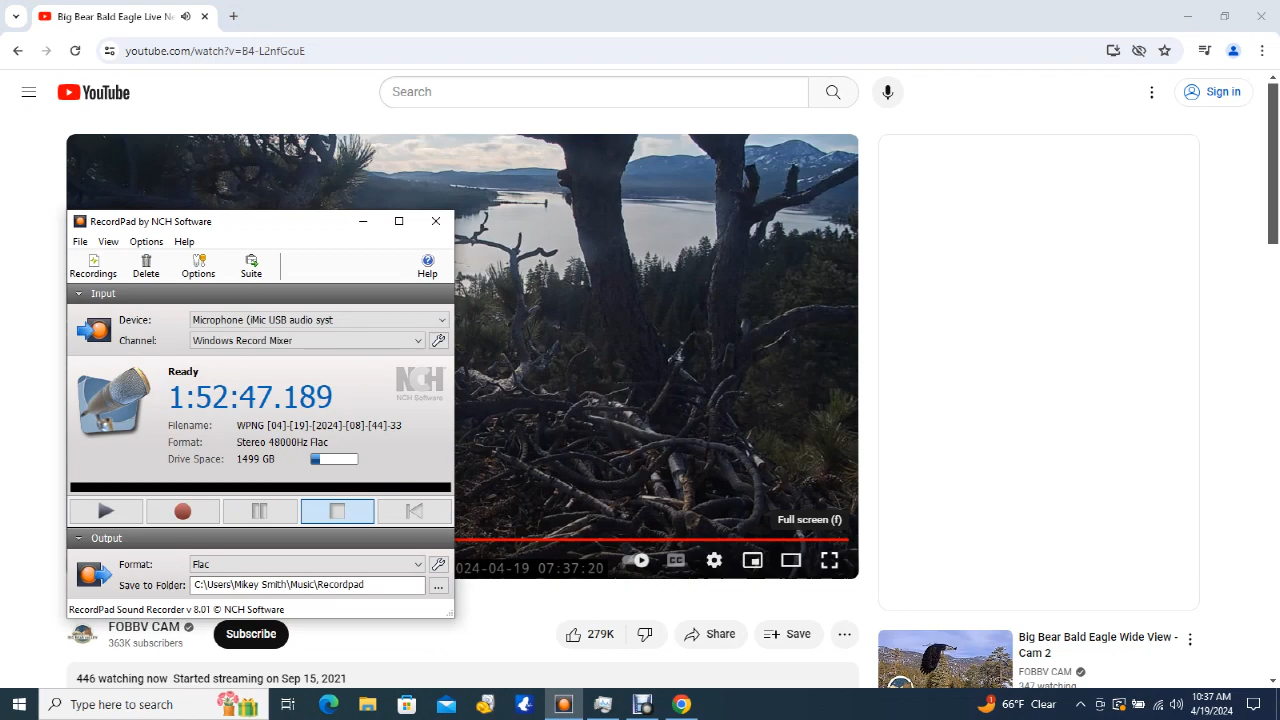 Big Bear Bald Eagle Live Ne
youtube.com/watch?v=B4-L2nfGcuE
YouTube
Search
Sign in
RecordPad by NCH Software
File View Options Help
Recordings Delete Options Suite Help
Input
Device: Microphone (iMic USB audio syst
Channel: Windows Record Mixer
Ready
1:52:47.189
NCH
NCH Software
Filename: WPNG [04]-[19]-[2024]-[08]-[44]-33
Format: Stereo 48000Hz Flac
Drive Space: 1499 GB
Full screen (f)
Output
Format: Flac
024-04-19 07:37:20
Save to Folder: C:\Users\Mikey Smith\Music\Recordpad
...
RecordPad Sound Recorder v 8.01 © NCH Software
FOBBV CAM
363K subscribers
Subscribe
279K
Share
Save
Big Bear Bald Eagle Wide View - Cam 2
FOBBV CAM
347 watching
446 watching now Started streaming on Sep 15, 2021
Type here to search
66°F Clear
10:37 AM
4/19/2024